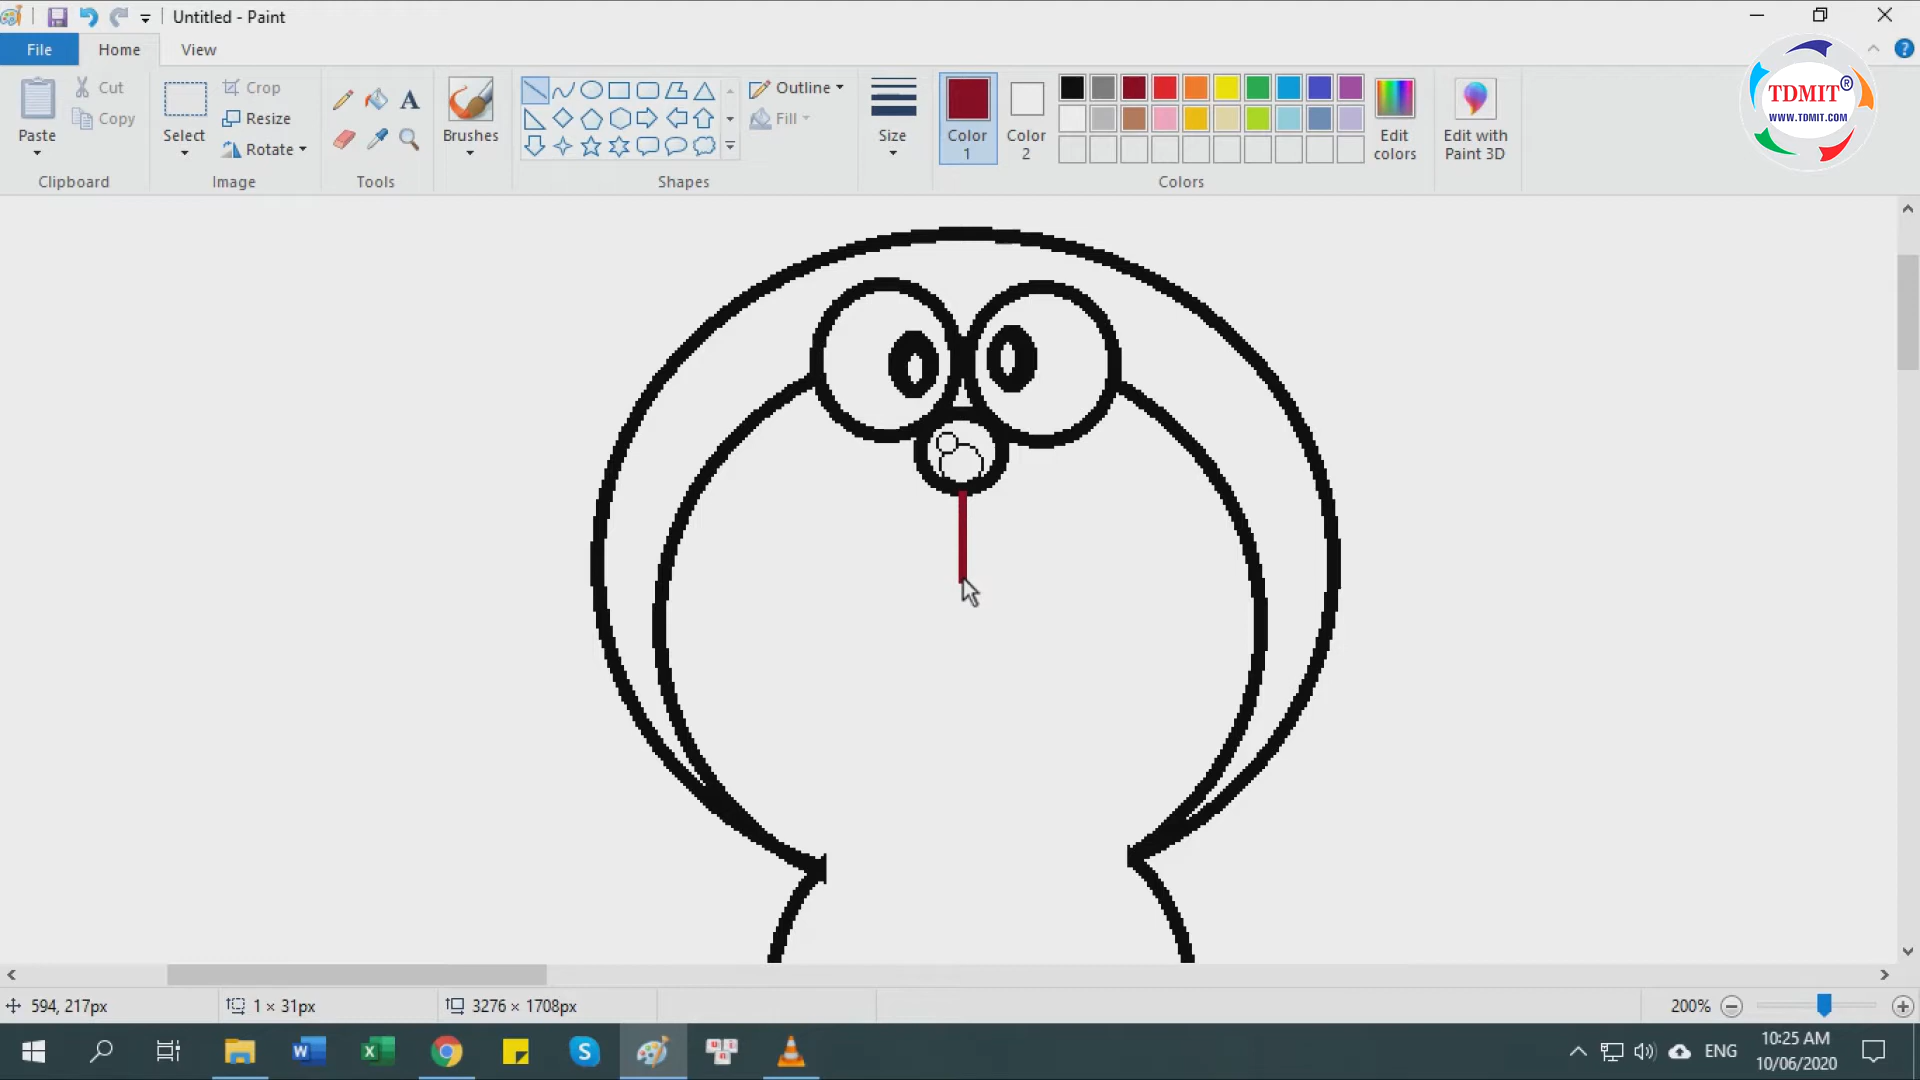 Untitled - Paint
File Home View
Paste
Cut
Copy
Clipboard
Select
Crop
Resize
Rotate
Image
A
Tools
Brushes
Shapes
Outline
Fill
Size
Color 1
Color 2
Colors
Edit colors
Edit with Paint 3D
TDMIT®
WWW.TDMIT.COM
594, 217px
1 × 31px
3276 × 1708px
200%
ENG
10:25 AM
10/06/2020